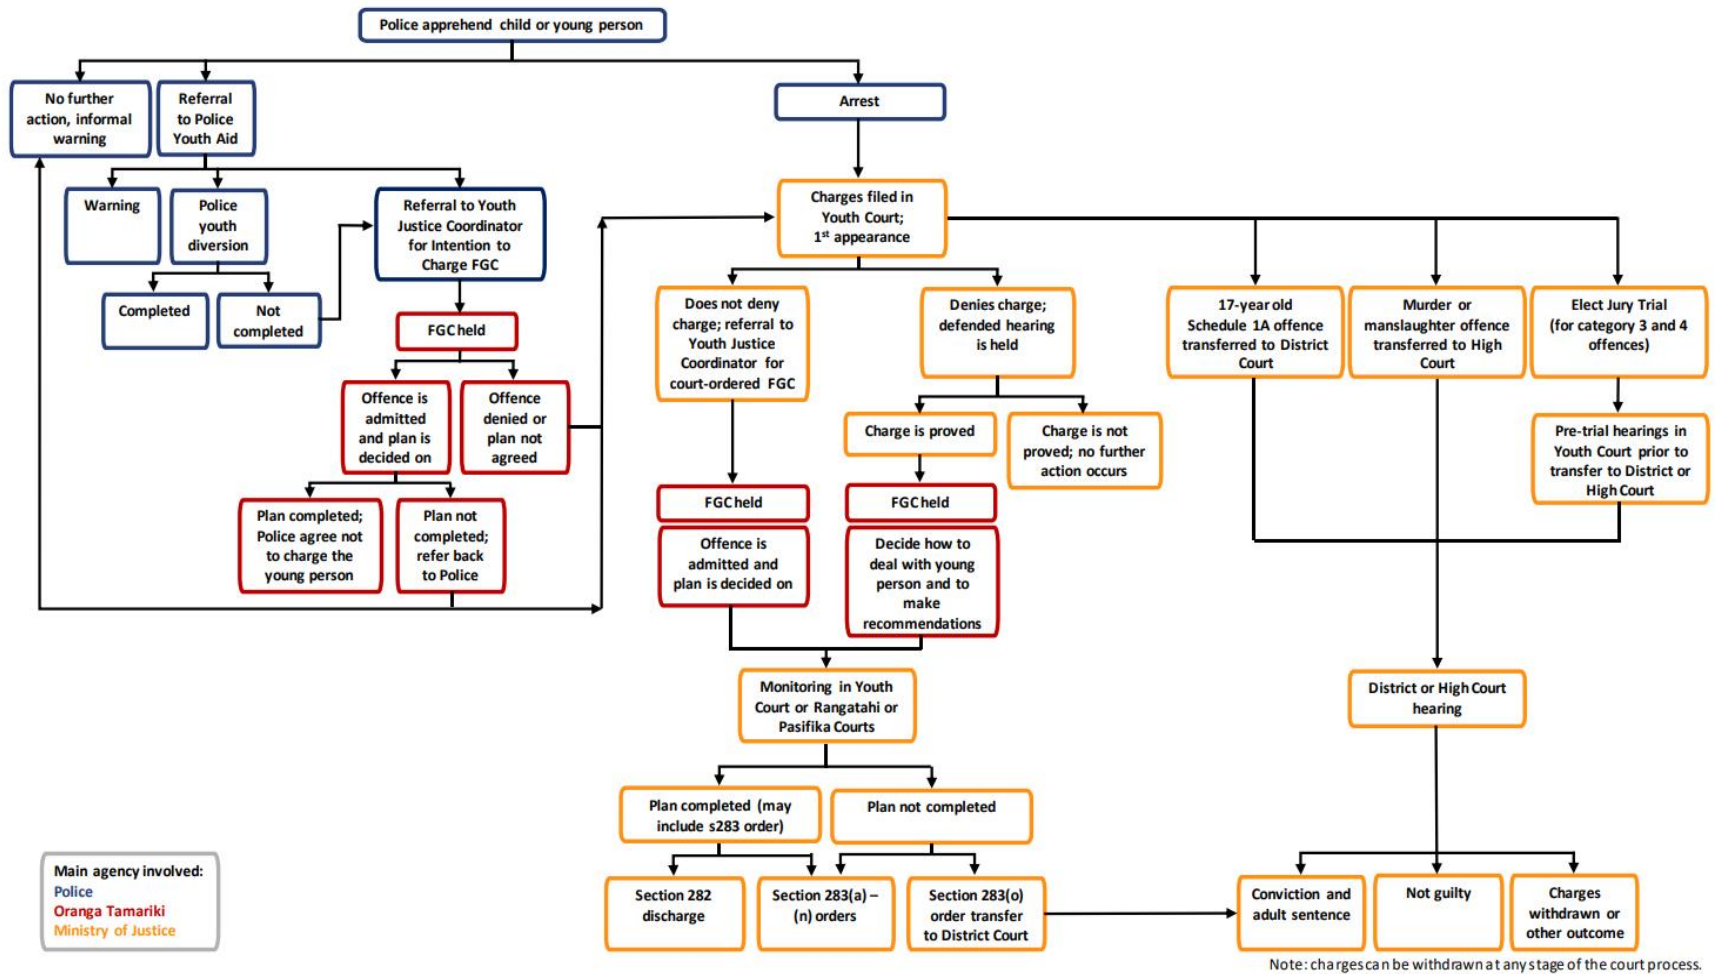 Police apprehend child or young person
No further
action, informal
warning
Referral
to Police
Youth Aid
Arrest
Warning
Police
youth
diversion
Referral to Youth
Justice Coordinator
for Intention to
Charge FGC
Charges filed in
Youth Court;
1st appearance
Completed
Not
completed
FGC held
Does not deny
charge; referral to
Youth Justice
Coordinator for
court-ordered FGC
Denies charge;
defended hearing
is held
17-year old
Schedule 1A offence
transferred to District
Court
Murder or
manslaughter offence
transferred to High
Court
Elect Jury Trial
(for category 3 and 4
offences)
Offence is
admitted
and plan is
decided on
Offence
denied or
plan not
agreed
Charge is proved
Charge is not
proved; no further
action occurs
Pre-trial hearings in
Youth Court prior to
transfer to District or
High Court
Plan completed;
Police agree not
to charge the
young person
Plan not
completed;
refer back
to Police
FGC held
FGC held
Offence is
admitted and
plan is decided on
Decide how to
deal with young
person and to
make
recommendations
Monitoring in Youth
Court or Rangatahi or
Pasifika Courts
District or High Court
hearing
Plan completed (may
include s283 order)
Plan not completed
Section 282
discharge
Section 283(a) –
(n) orders
Section 283(o)
order transfer
to District Court
Conviction and
adult sentence
Not guilty
Charges
withdrawn or
other outcome
Main agency involved:
Police
Oranga Tamariki
Ministry of Justice
Note: charges can be withdrawn at any stage of the court process.